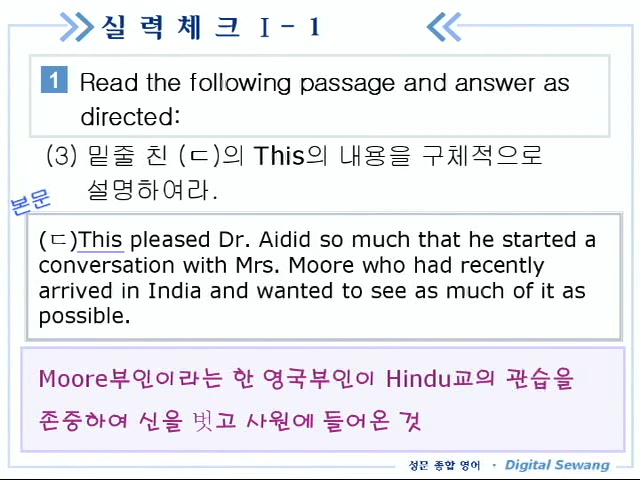 실력체크 I - 1
1 Read the following passage and answer as
directed:
(3) 밑줄 친 (ㄷ)의 This의 내용을 구체적으로
설명하여라.
본문
(ㄷ)This pleased Dr. Aidid so much that he started a
conversation with Mrs. Moore who had recently
arrived in India and wanted to see as much of it as
possible.
Moore부인이라는 한 영국부인이 Hindu교의 관습을
존중하여 신을 벗고 사원에 들어온 것
성문 종합 영어 · Digital Sewang